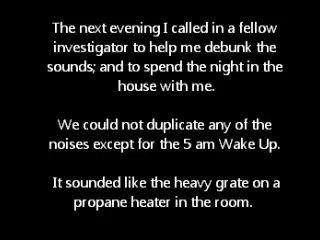 The next evening I called in a fellow
investigator to help me debunk the
sounds; and to spend the night in the
house with me.
We could not duplicate any of the
noises except for the 5 am Wake Up.
It sounded like the heavy grate on a
propane heater in the room.